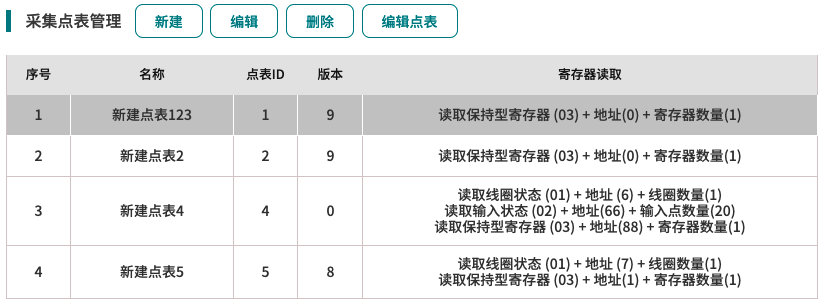 采集点表管理 新建 编辑 删除 编辑点表
序号 名称 点表ID 版本 寄存器读取
1 新建点表123 1 9 读取保持型寄存器 (03) + 地址(0) + 寄存器数量(1)
2 新建点表2 2 9 读取保持型寄存器 (03) + 地址(0) + 寄存器数量(1)
3 新建点表4 4 0 读取线圈状态 (01) + 地址 (6) + 线圈数量(1)
读取输入状态 (02) + 地址(66) + 输入点数量(20)
读取保持型寄存器 (03) + 地址(88) + 寄存器数量(1)
4 新建点表5 5 8 读取线圈状态 (01) + 地址 (7) + 线圈数量(1)
读取保持型寄存器 (03) + 地址(1) + 寄存器数量(1)